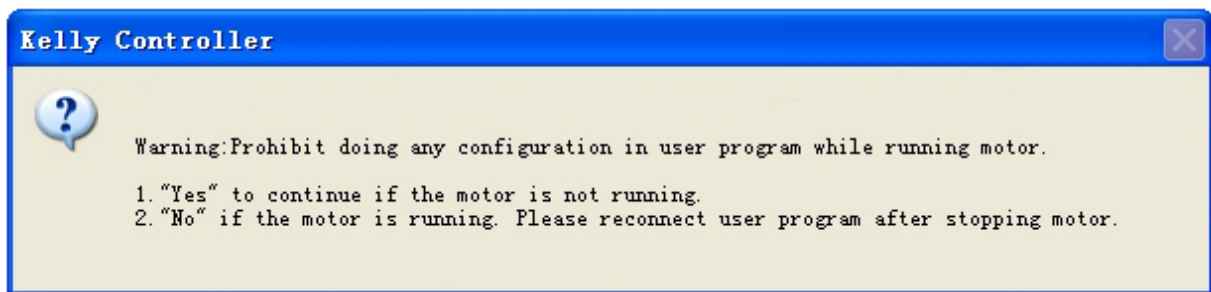 Kelly Controller
Warning:Prohibit doing any configuration in user program while running motor.
1."Yes" to continue if the motor is not running.
2."No" if the motor is running. Please reconnect user program after stopping motor.